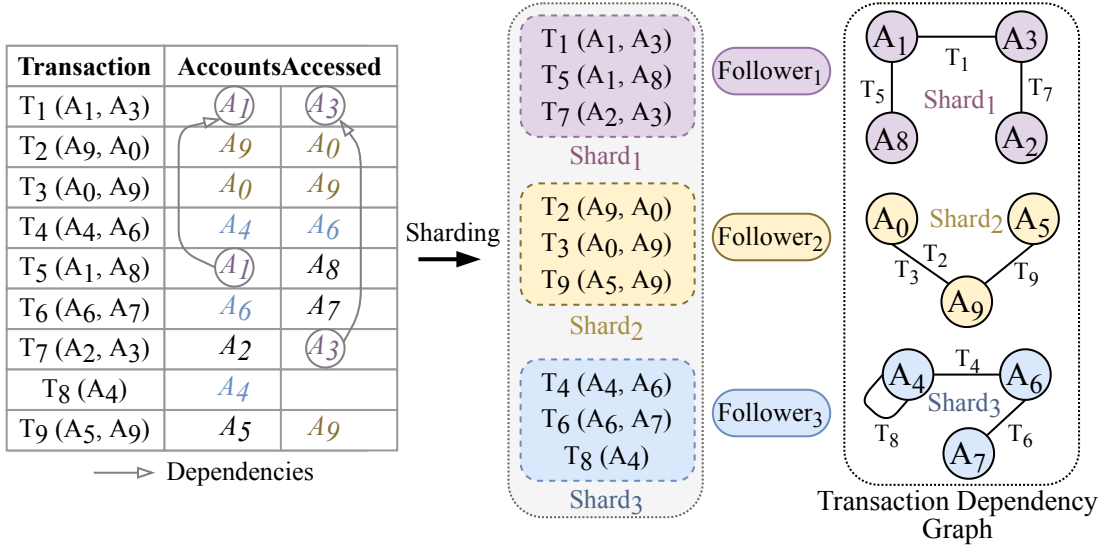 Transaction AccountsAccessed
T1 (A1, A3) A1 A3
T2 (A9, A0) A9 A0
T3 (A0, A9) A0 A9
T4 (A4, A6) A4 A6
T5 (A1, A8) A1 A8
T6 (A6, A7) A6 A7
T7 (A2, A3) A2 A3
T8 (A4) A4
T9 (A5, A9) A5 A9
Dependencies
Sharding
T1 (A1, A3)
T5 (A1, A8)
T7 (A2, A3)
Shard1
T2 (A9, A0)
T3 (A0, A9)
T9 (A5, A9)
Shard2
T4 (A4, A6)
T6 (A6, A7)
T8 (A4)
Shard3
Follower1
Follower2
Follower3
A1 A3
T1
T5 T7
Shard1
A8 A2
A0 Shard2 A5
T2
T3 T9
A9
T4
A4 A6
Shard3
T8 T6
A7
Transaction Dependency
Graph